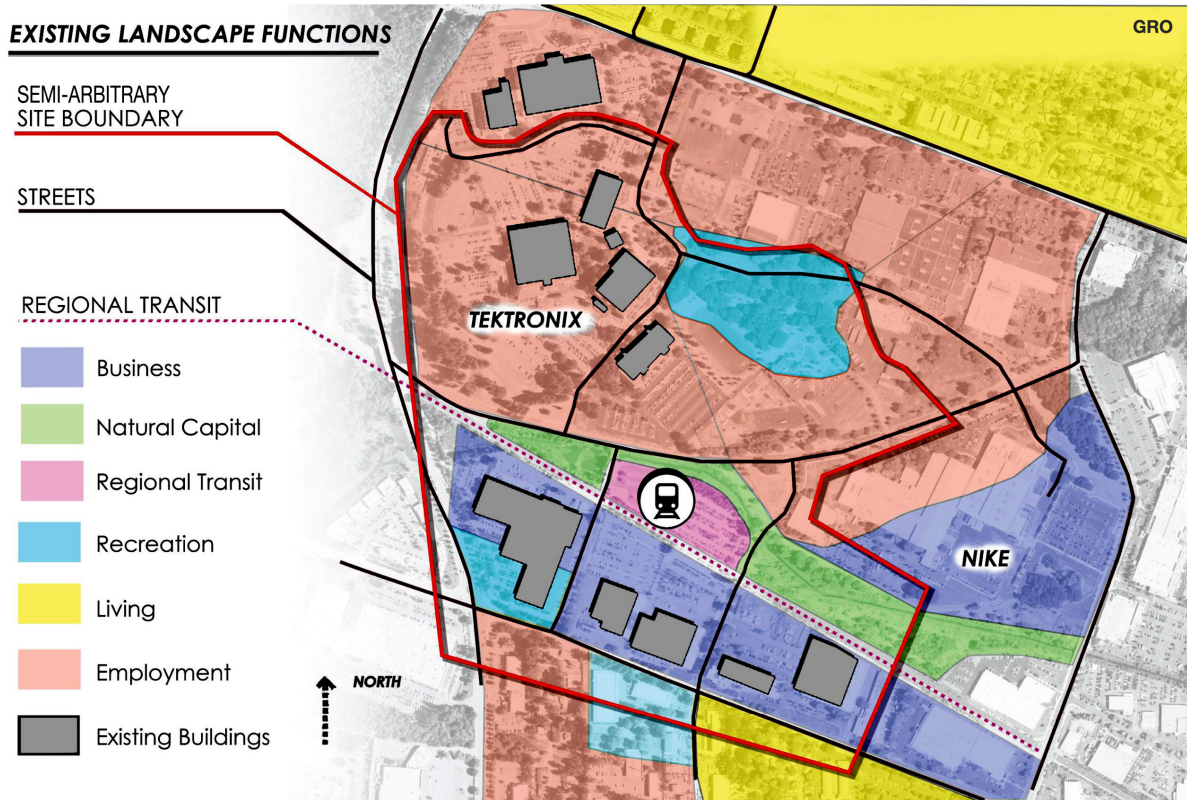 EXISTING LANDSCAPE FUNCTIONS
SEMI-ARBITRARY
SITE BOUNDARY
STREETS
REGIONAL TRANSIT
Business
Natural Capital
Regional Transit
Recreation
Living
Employment
Existing Buildings
GRO
TEKTRONIX
NIKE
NORTH